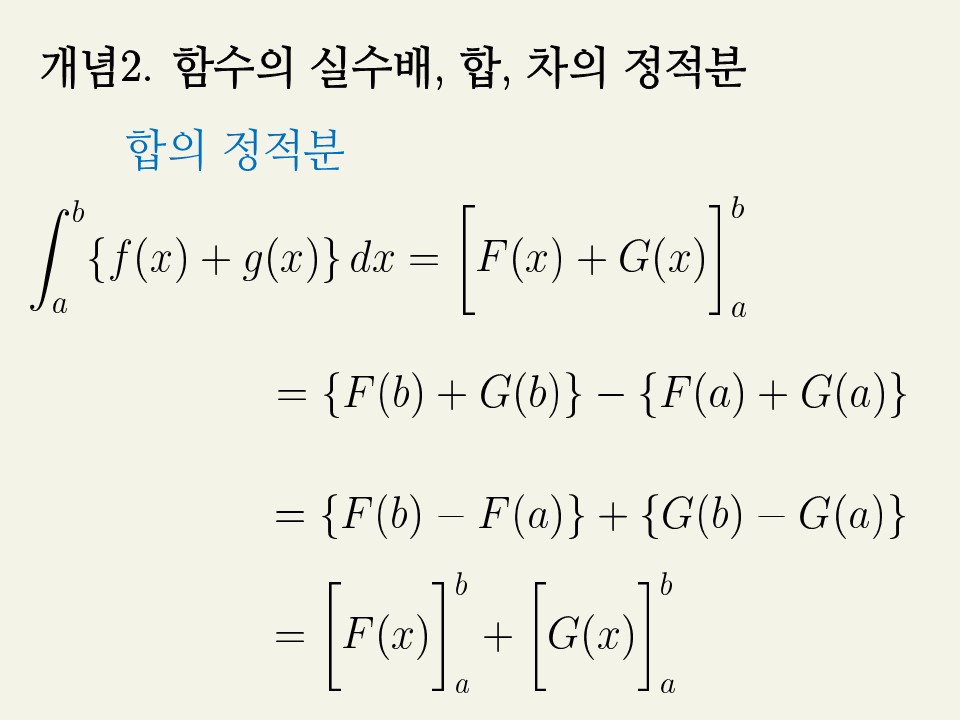 개념2. 함수의 실수배, 합, 차의 정적분
합의 정적분
$\int_a^b \{f(x) + g(x)\} \, dx = \Big[ F(x) + G(x) \Big]_a^b$
$= \{F(b) + G(b)\} - \{F(a) + G(a)\}$
$= \{F(b) - F(a)\} + \{G(b) - G(a)\}$
$= \Big[ F(x) \Big]_a^b + \Big[ G(x) \Big]_a^b$